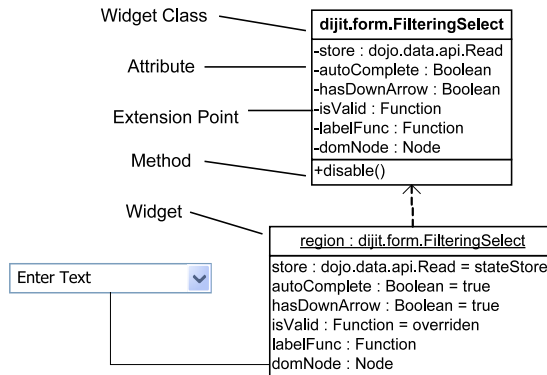 Widget Class
dijit.form.FilteringSelect
-store : dojo.data.api.Read
Attribute
-autoComplete : Boolean
-hasDownArrow : Boolean
Extension Point
-isValid : Function
-labelFunc : Function
-domNode : Node
Method
+disable()
Widget
region : dijit.form.FilteringSelect
store : dojo.data.api.Read = stateStore
autoComplete : Boolean = true
hasDownArrow : Boolean = true
isValid : Function = overriden
labelFunc : Function
domNode : Node
Enter Text